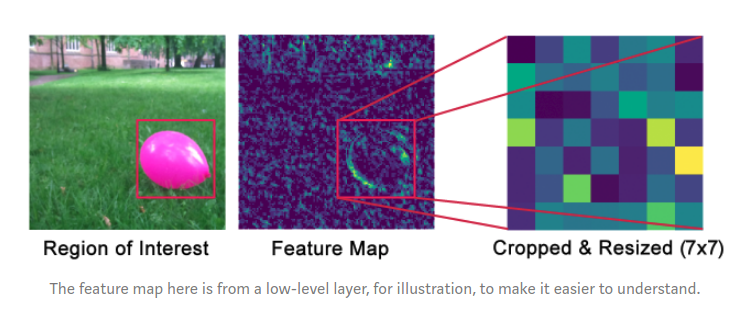 Region of Interest
Feature Map
Cropped & Resized (7x7)
The feature map here is from a low-level layer, for illustration, to make it easier to understand.